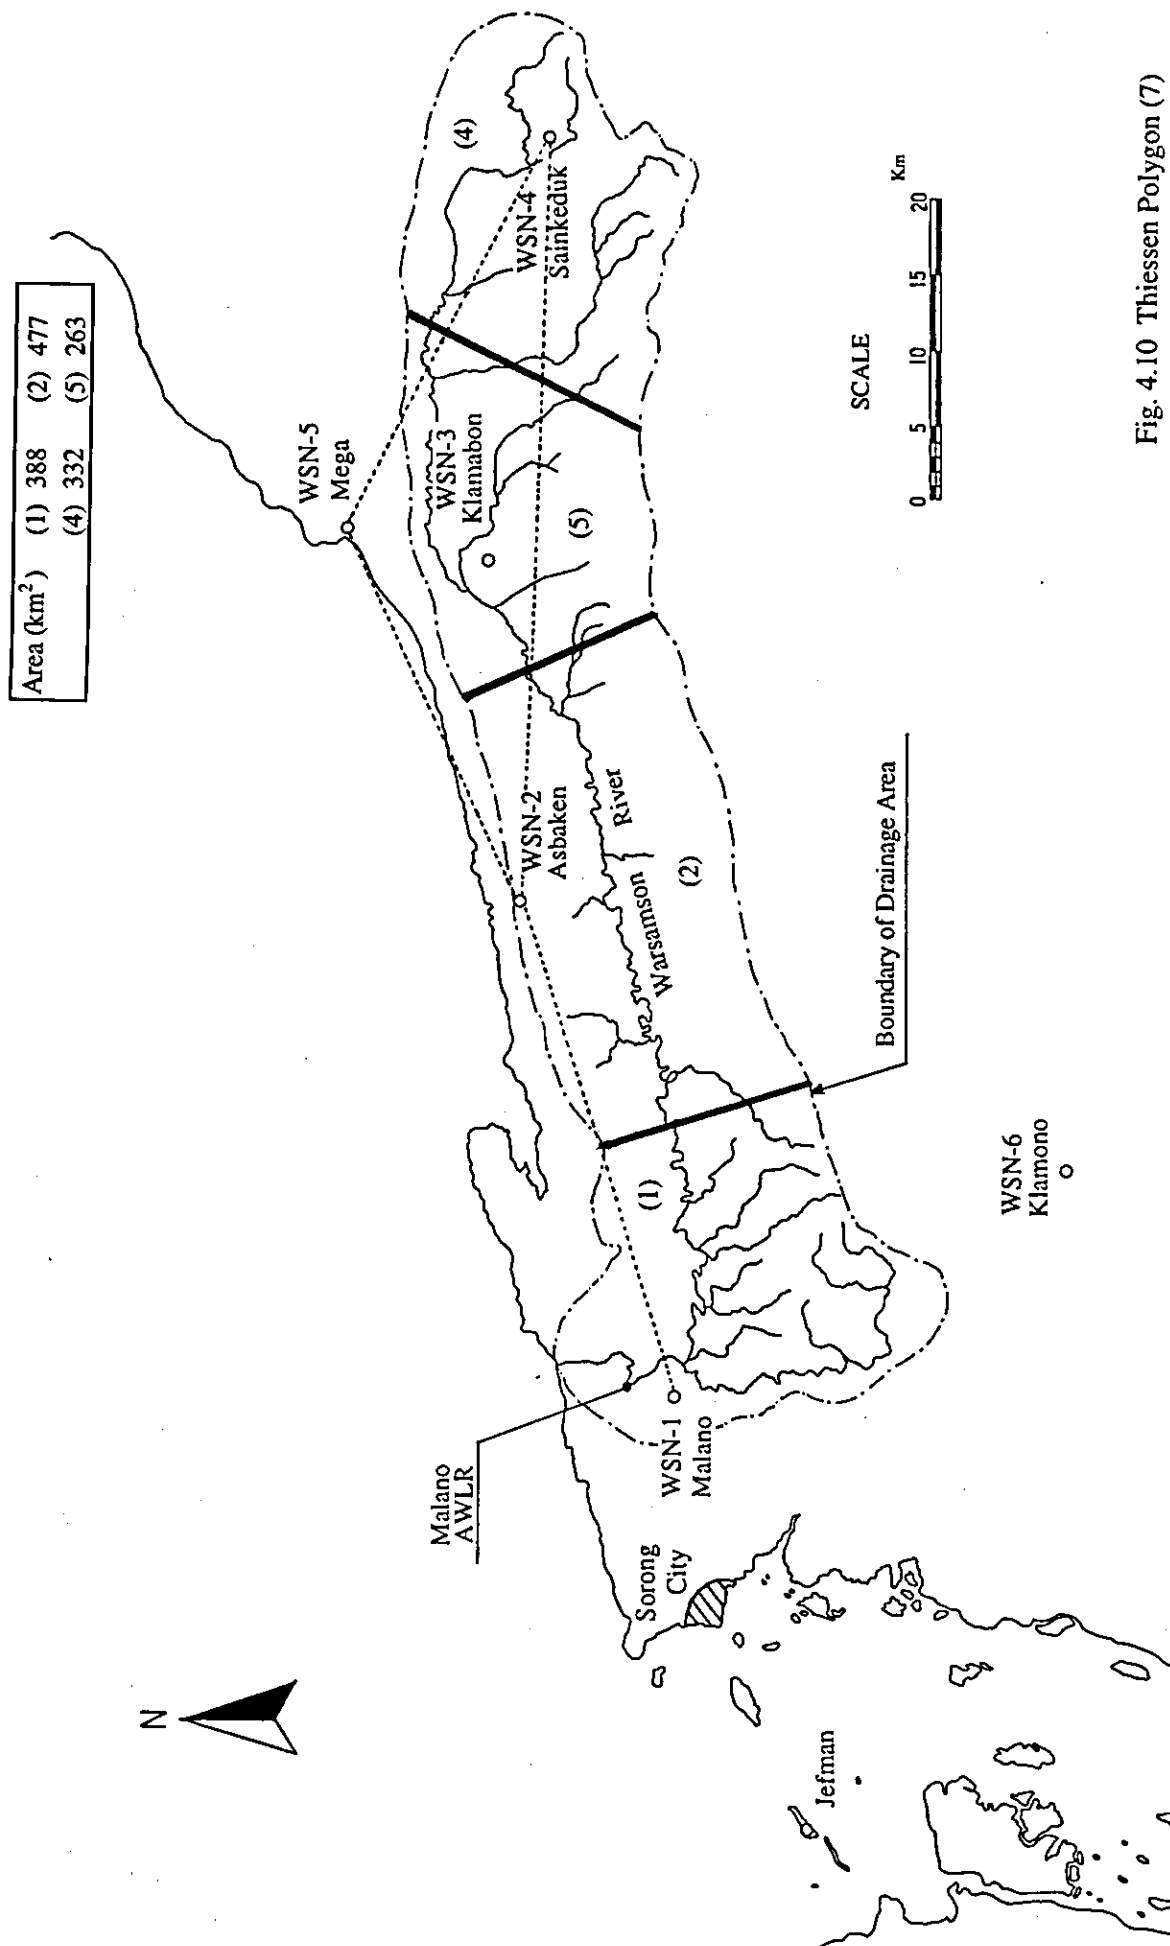 Area (km²) (1) 388 (2) 477
(4) 332 (5) 263
N
WSN-5
Mega
(4)
WSN-4
Sainkeduk
WSN-3
Klamabon
(5)
WSN-2
Asbaken
Warsamson River
(2)
(1)
Malano
AWLR
WSN-1
Malano
Sorong
City
Jefman
WSN-6
Klamono
Boundary of Drainage Area
SCALE
0 5 10 15 20 Km
Fig. 4.10 Thiessen Polygon (7)